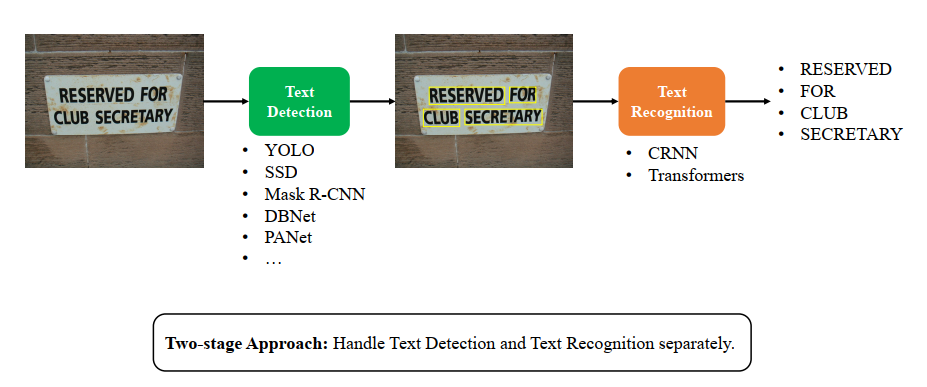 RESERVED FOR
CLUB SECRETARY
Text
Detection
• YOLO
• SSD
• Mask R-CNN
• DBNet
• PANet
• …
RESERVED FOR
CLUB SECRETARY
Text
Recognition
• CRNN
• Transformers
• RESERVED
• FOR
• CLUB
• SECRETARY
Two-stage Approach: Handle Text Detection and Text Recognition separately.